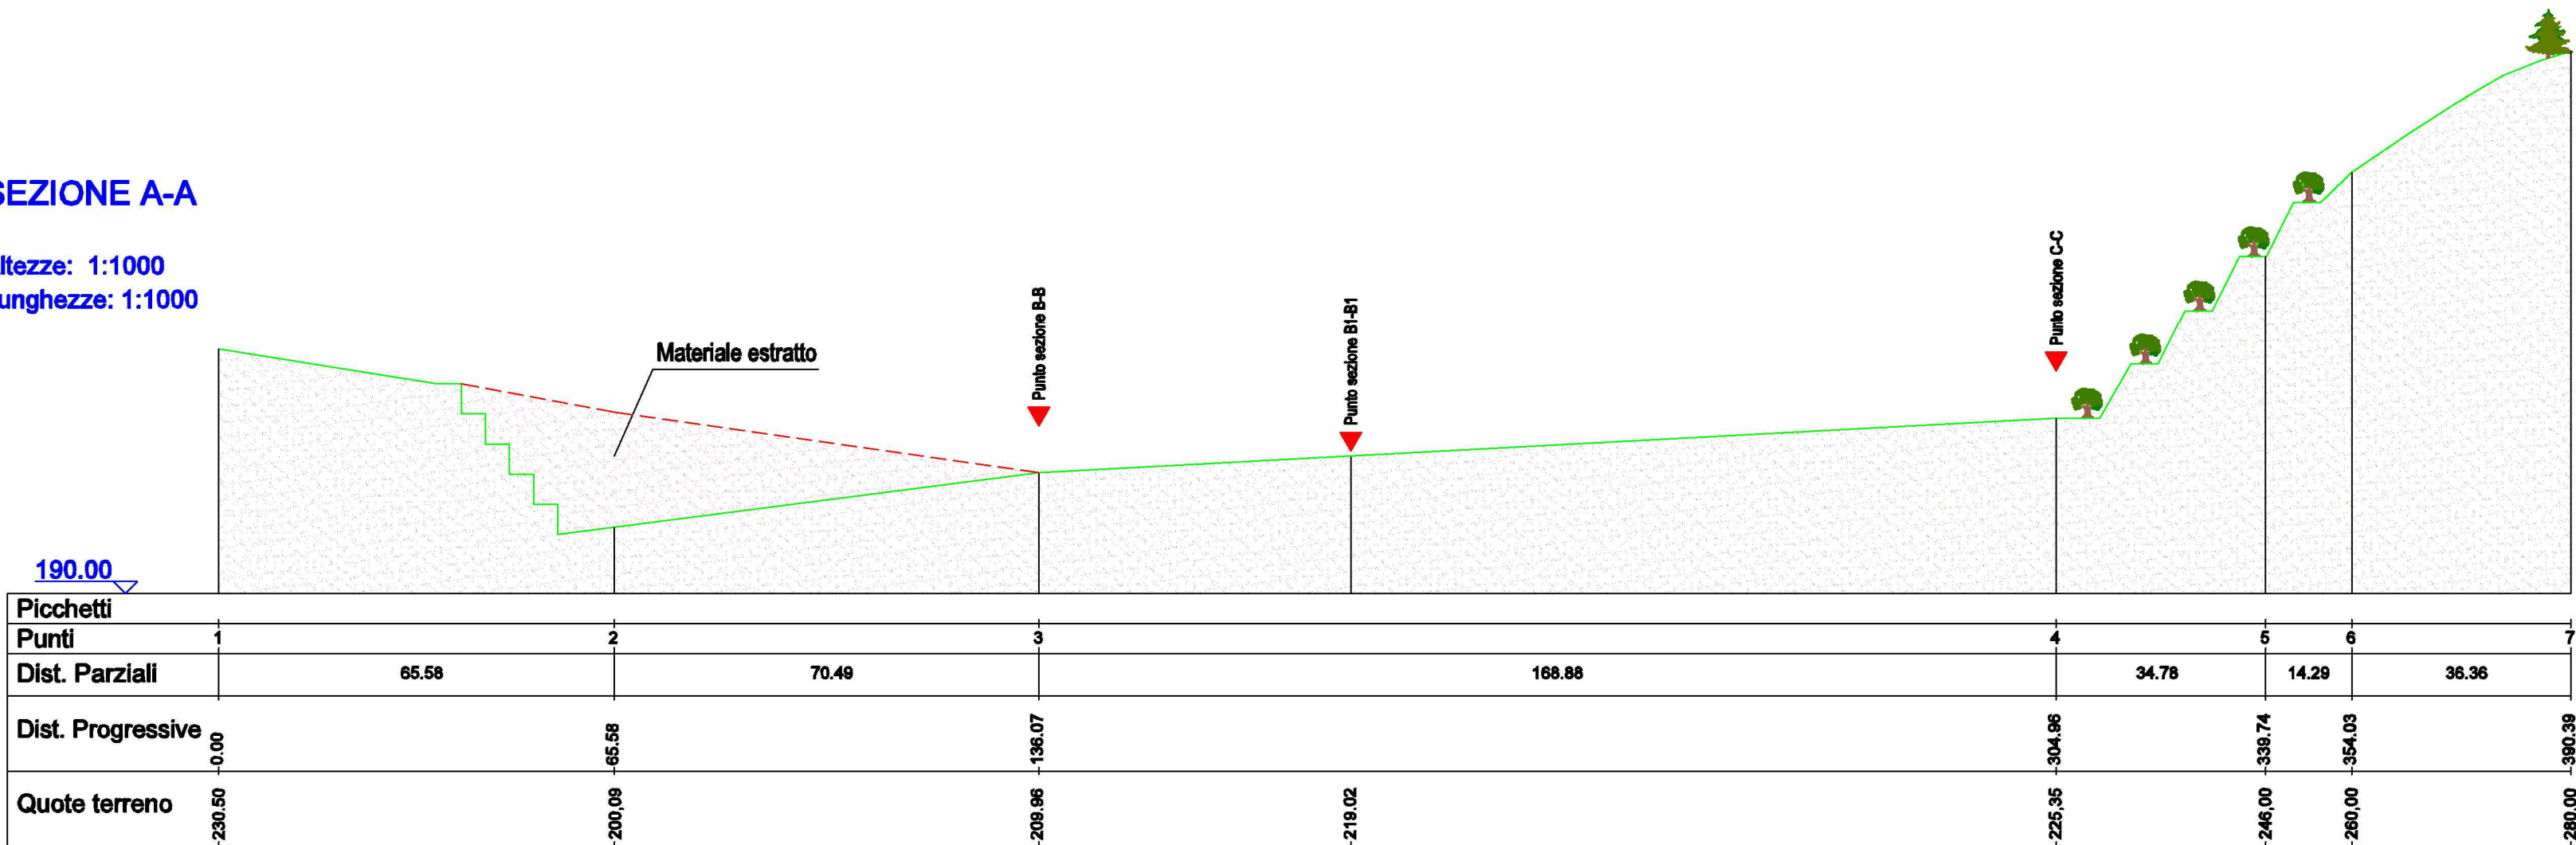 SEZIONE A-A
ltezze: 1:1000
unghezze: 1:1000
Materiale estratto
Punto sezione B-B
Punto sezione B1-B1
Punto sezione C-C
190.00
Picchetti
Punti 1 2 3 4 5 6 7
Dist. Parziali 65.58 70.49 168.88 34.78 14.29 36.36
Dist. Progressive 0.00 65.58 136.07 304.96 339.74 354.03 390.39
Quote terreno 230.50 200,09 209.96 219.02 225,35 246,00 260,00 280.00